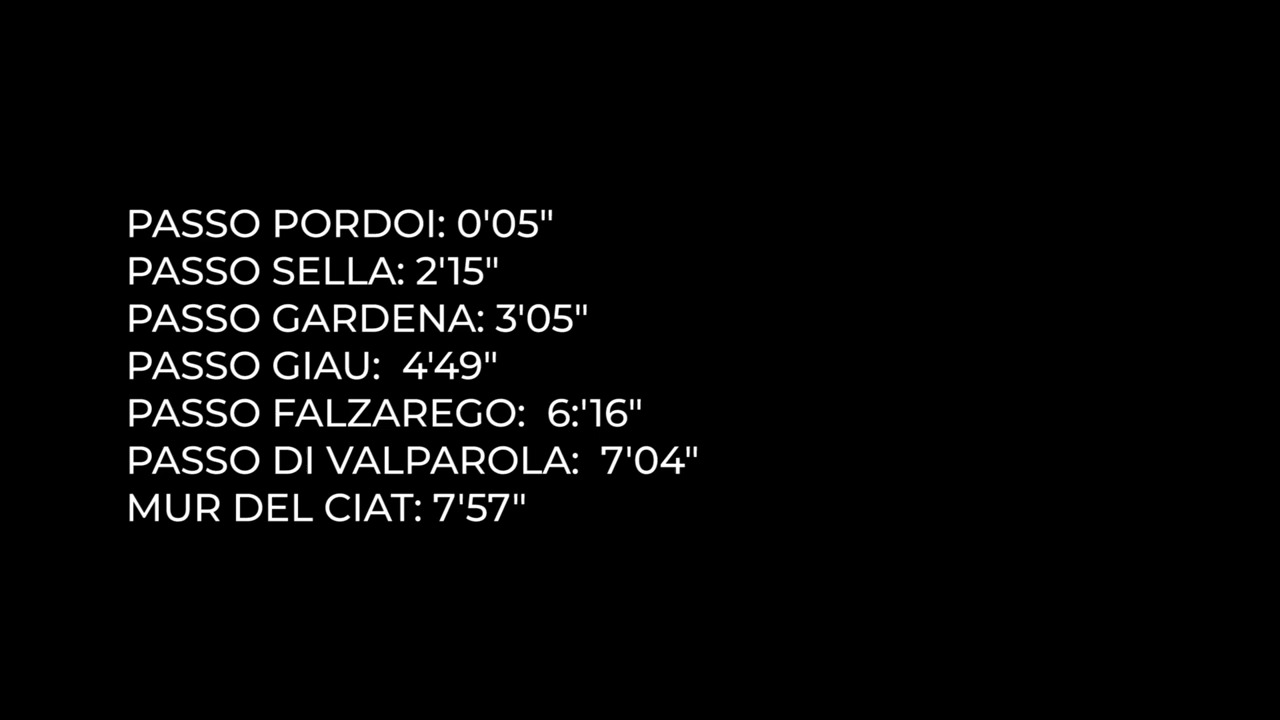 PASSO PORDOI: 0'05"
PASSO SELLA: 2'15"
PASSO GARDENA: 3'05"
PASSO GIAU:  4'49"
PASSO FALZAREGO:  6:'16"
PASSO DI VALPAROLA:  7'04"
MUR DEL CIAT: 7'57"